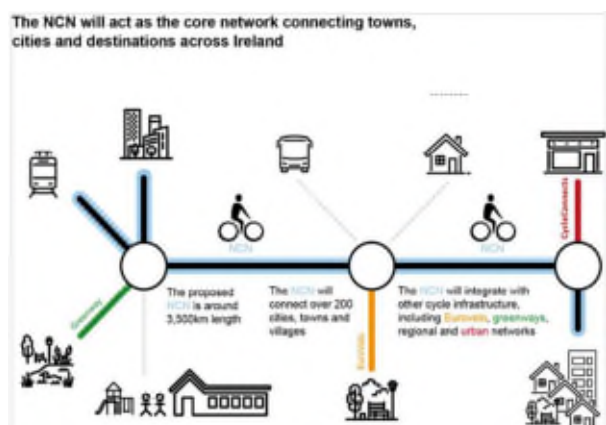 The NCN will act as the core network connecting towns,
cities and destinations across Ireland
NCN
NCN
CycleConnects
Greenway
The proposed
NCN is around
3,500km length
The NCN will
connect over 200
cities, towns and
villages
EuroVelo
The NCN will integrate with
other cycle infrastructure,
including Eurovelo, greenways,
regional and urban networks